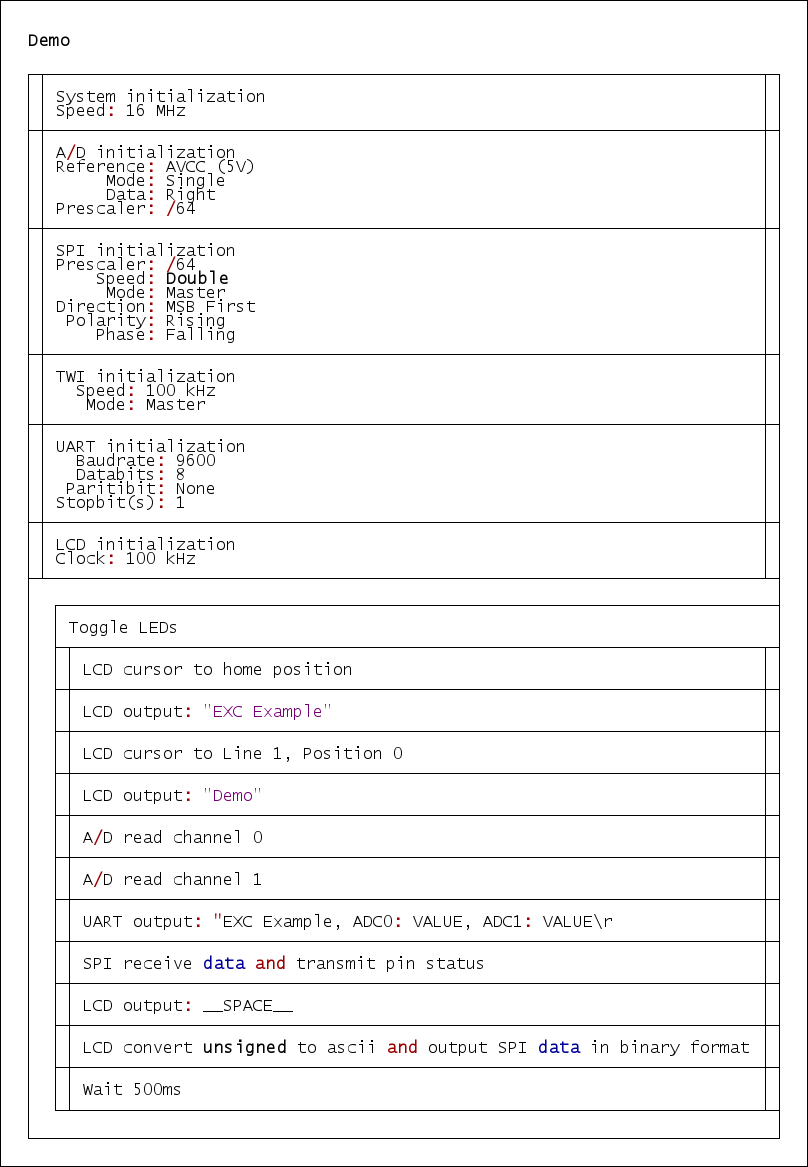 Demo
System initialization
Speed: 16 MHz
A/D initialization
Reference: AVCC (5V)
Mode: Single
Data: Right
Prescaler: /64
SPI initialization
Prescaler: /64
Speed: Double
Mode: Master
Direction: MSB First
Polarity: Rising
Phase: Falling
TWI initialization
Speed: 100 kHz
Mode: Master
UART initialization
Baudrate: 9600
Databits: 8
Paritibit: None
Stopbit(s): 1
LCD initialization
Clock: 100 kHz
Toggle LEDs
LCD cursor to home position
LCD output: "EXC Example"
LCD cursor to Line 1, Position 0
LCD output: "Demo"
A/D read channel 0
A/D read channel 1
UART output: "EXC Example, ADC0: VALUE, ADC1: VALUE\r
SPI receive data and transmit pin status
LCD output: __SPACE__
LCD convert unsigned to ascii and output SPI data in binary format
Wait 500ms